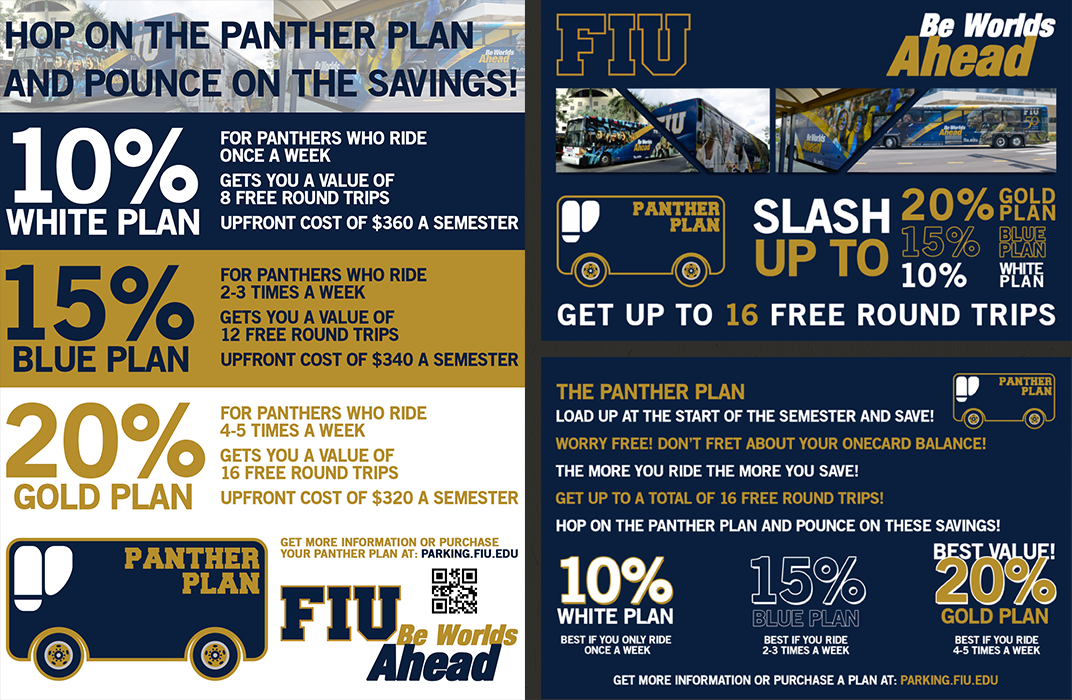 HOP ON THE PANTHER PLAN
AND POUNCE ON THE SAVINGS!
10%
WHITE PLAN
FOR PANTHERS WHO RIDE
ONCE A WEEK
GETS YOU A VALUE OF
8 FREE ROUND TRIPS
UPFRONT COST OF $360 A SEMESTER
15%
BLUE PLAN
FOR PANTHERS WHO RIDE
2-3 TIMES A WEEK
GETS YOU A VALUE OF
12 FREE ROUND TRIPS
UPFRONT COST OF $340 A SEMESTER
20%
GOLD PLAN
FOR PANTHERS WHO RIDE
4-5 TIMES A WEEK
GETS YOU A VALUE OF
16 FREE ROUND TRIPS
UPFRONT COST OF $320 A SEMESTER
PANTHER
PLAN
GET MORE INFORMATION OR PURCHASE
YOUR PANTHER PLAN AT: PARKING.FIU.EDU
FIU
Be Worlds
Ahead
FIU
Be Worlds
Ahead
PANTHER
PLAN
SLASH
UP TO
20% GOLD PLAN
15% BLUE PLAN
10% WHITE PLAN
GET UP TO 16 FREE ROUND TRIPS
THE PANTHER PLAN
PANTHER
PLAN
LOAD UP AT THE START OF THE SEMESTER AND SAVE!
WORRY FREE! DON'T FRET ABOUT YOUR ONECARD BALANCE!
THE MORE YOU RIDE THE MORE YOU SAVE!
GET UP TO A TOTAL OF 16 FREE ROUND TRIPS!
HOP ON THE PANTHER PLAN AND POUNCE ON THESE SAVINGS!
10%
WHITE PLAN
BEST IF YOU ONLY RIDE
ONCE A WEEK
15%
BLUE PLAN
BEST IF YOU RIDE
2-3 TIMES A WEEK
BEST VALUE!
20%
GOLD PLAN
BEST IF YOU RIDE
4-5 TIMES A WEEK
GET MORE INFORMATION OR PURCHASE A PLAN AT: PARKING.FIU.EDU